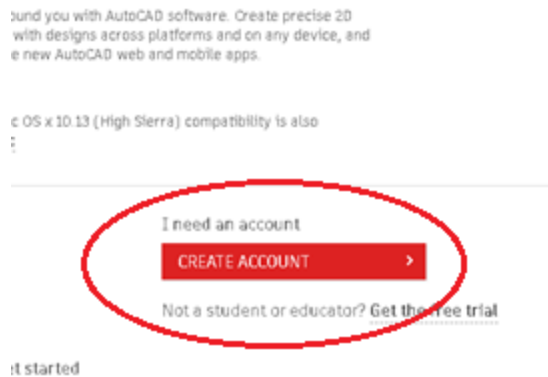 ound you with AutoCAD software. Create precise 2D
with designs across platforms and on any device, and
e new AutoCAD web and mobile apps.
c OS x 10.13 (High Sierra) compatibility is also
I need an account
CREATE ACCOUNT >
Not a student or educator? Get the free trial
et started